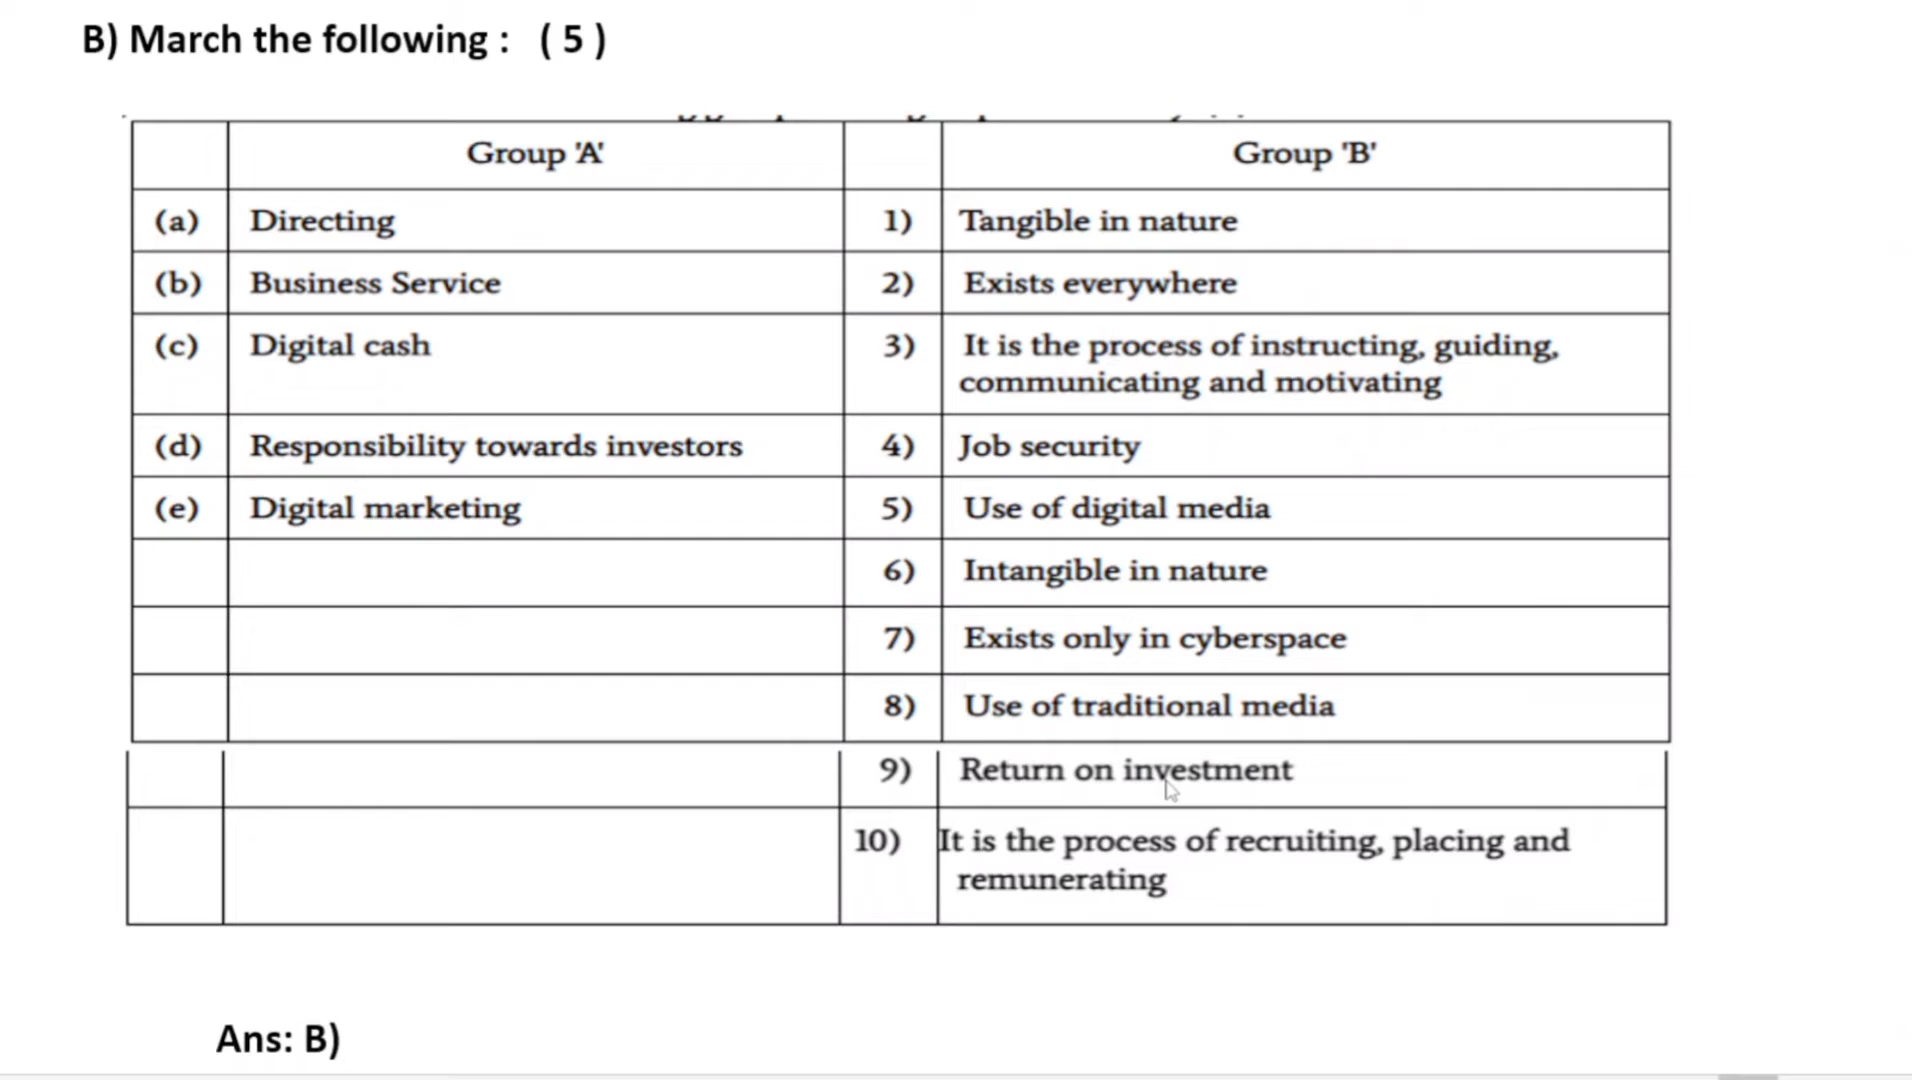 B) March the following : ( 5 )
Group 'A' Group 'B'
(a) Directing 1) Tangible in nature
(b) Business Service 2) Exists everywhere
(c) Digital cash 3) It is the process of instructing, guiding,
communicating and motivating
(d) Responsibility towards investors 4) Job security
(e) Digital marketing 5) Use of digital media
6) Intangible in nature
7) Exists only in cyberspace
8) Use of traditional media
9) Return on investment
10) It is the process of recruiting, placing and
remunerating
Ans: B)